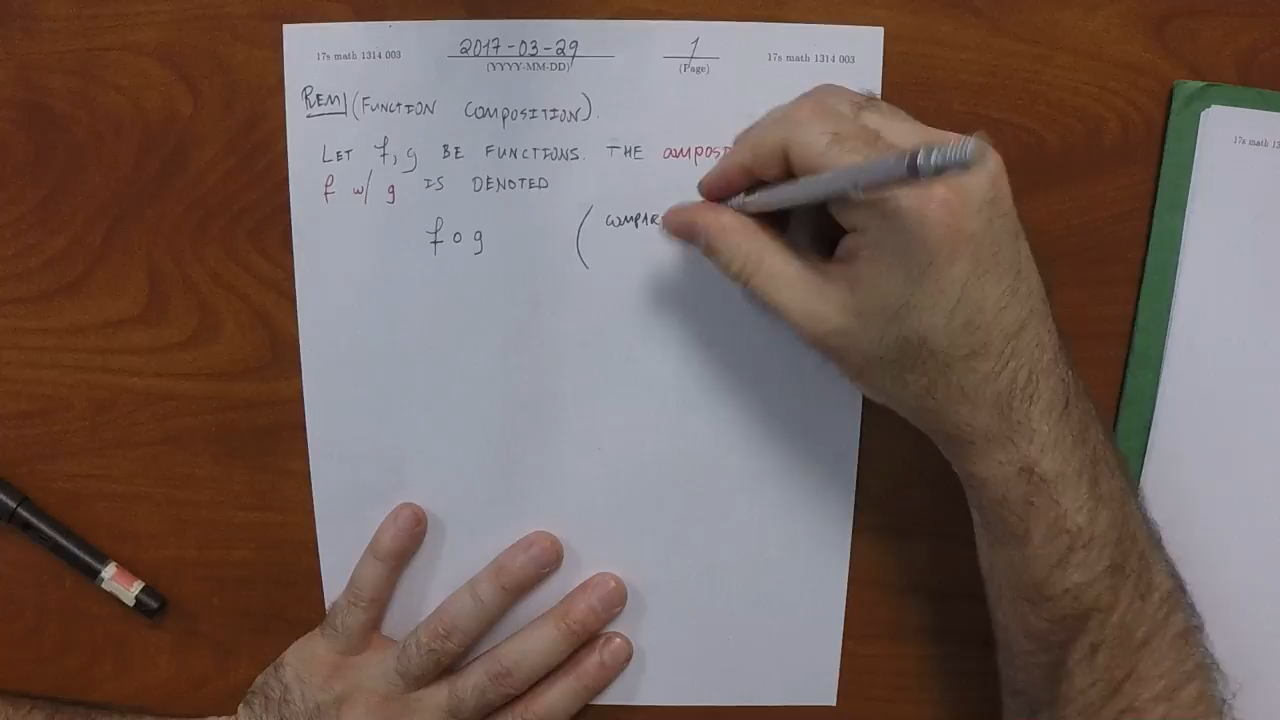 17s math 1314 003 2017-03-29 1 17s math 1314 003
(YYYY-MM-DD) (Page)
REM (FUNCTION COMPOSITION).
LET f, g BE FUNCTIONS. THE
f w/ g IS DENOTED
f ∘ g (
17s math